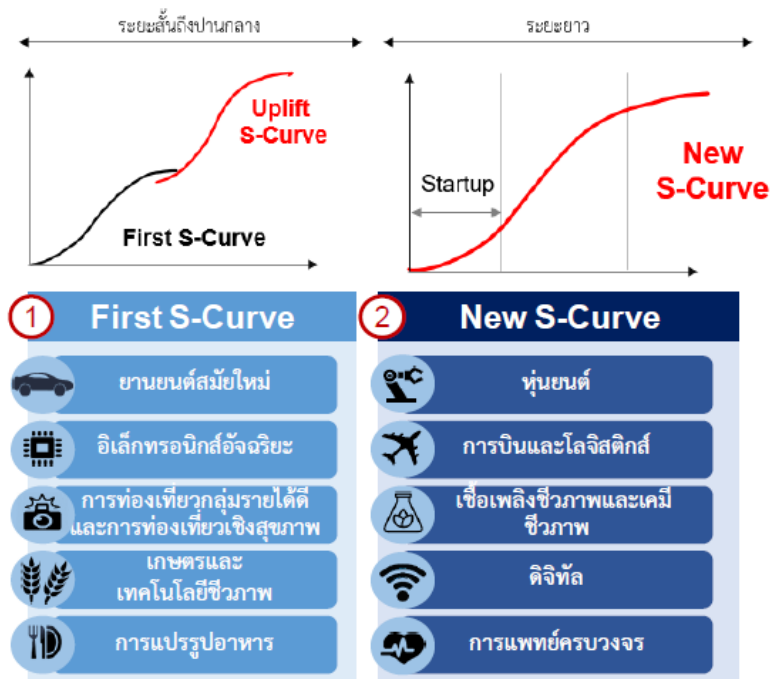 ระยะสั้นถึงปานกลาง
Uplift
S-Curve
First S-Curve
ระยะยาว
Startup
New
S-Curve
1 First S-Curve
ยานยนต์สมัยใหม่
อิเล็กทรอนิกส์อัจฉริยะ
การท่องเที่ยวกลุ่มรายได้ดี
และการท่องเที่ยวเชิงสุขภาพ
เกษตรและ
เทคโนโลยีชีวภาพ
การแปรรูปอาหาร
2 New S-Curve
หุ่นยนต์
การบินและโลจิสติกส์
เชื้อเพลิงชีวภาพและเคมี
ชีวภาพ
ดิจิทัล
การแพทย์ครบวงจร